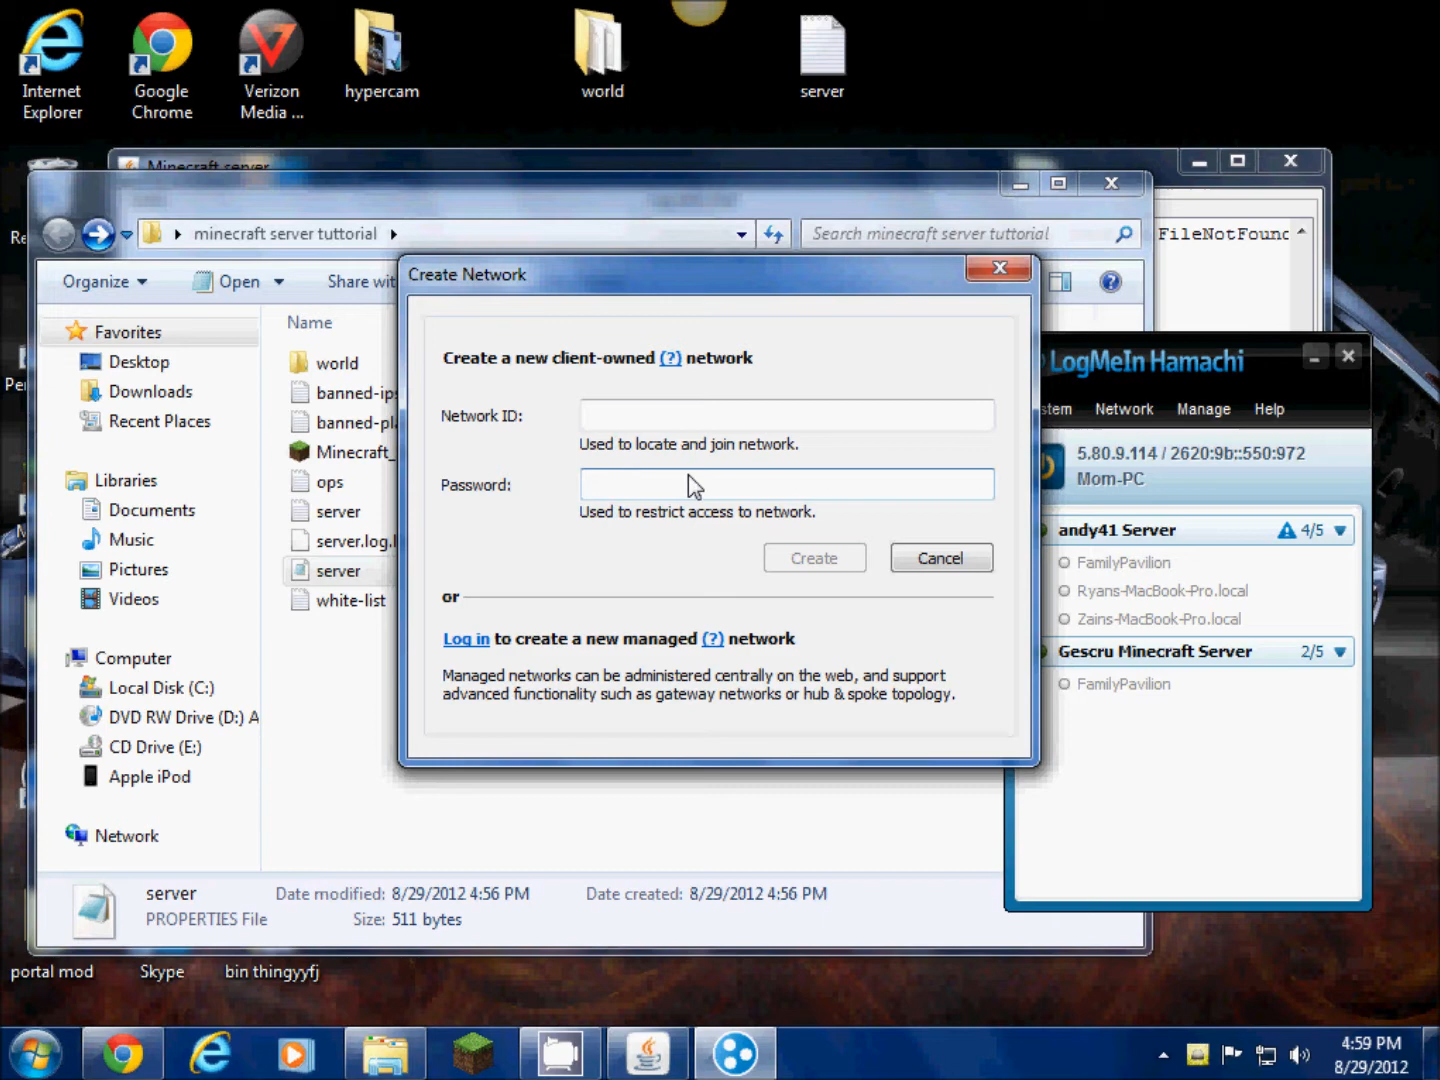 Internet Explorer
Google Chrome
Verizon Media ...
hypercam
world
server
Minecraft server
minecraft server tuttorial
Search minecraft server tuttorial
FileNotFound
Organize
Open
Share wit
Create Network
Favorites
Desktop
Downloads
Recent Places
Libraries
Documents
Music
Pictures
Videos
Computer
Local Disk (C:)
DVD RW Drive (D:) A
CD Drive (E:)
Apple iPod
Network
Name
world
banned-ips
banned-pla
Minecraft_
ops
server
server.log.l
server
white-list
Create a new client-owned (?) network
Network ID:
Used to locate and join network.
Password:
Used to restrict access to network.
Create
Cancel
or
Log in to create a new managed (?) network
Managed networks can be administered centrally on the web, and support
advanced functionality such as gateway networks or hub & spoke topology.
LogMeIn Hamachi
stem
Network
Manage
Help
5.80.9.114 / 2620:9b::550:972
Mom-PC
andy41 Server 4/5
FamilyPavilion
Ryans-MacBook-Pro.local
Zains-MacBook-Pro.local
Gescru Minecraft Server 2/5
FamilyPavilion
server
Date modified: 8/29/2012 4:56 PM
Date created: 8/29/2012 4:56 PM
PROPERTIES File
Size: 511 bytes
portal mod
Skype
bin thingyyfj
4:59 PM
8/29/2012